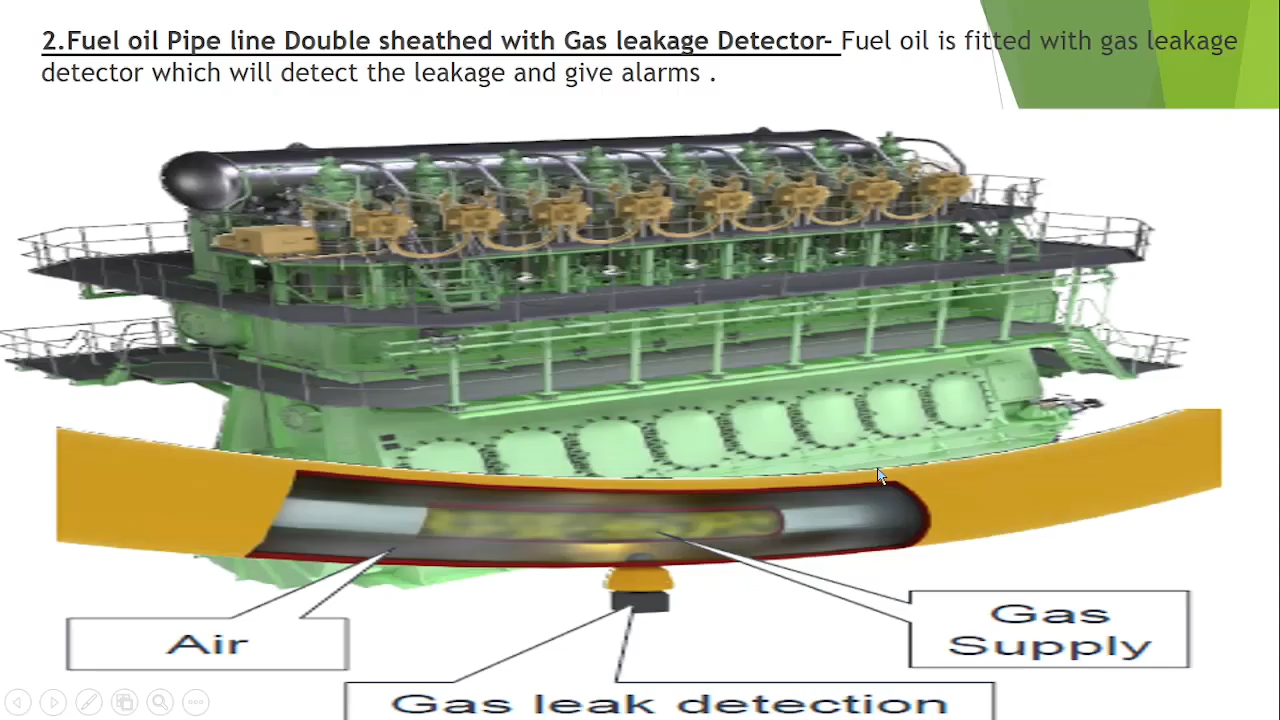 2.Fuel oil Pipe line Double sheathed with Gas leakage Detector- Fuel oil is fitted with gas leakage
detector which will detect the leakage and give alarms .
Air
Gas
Supply
Gas leak detection